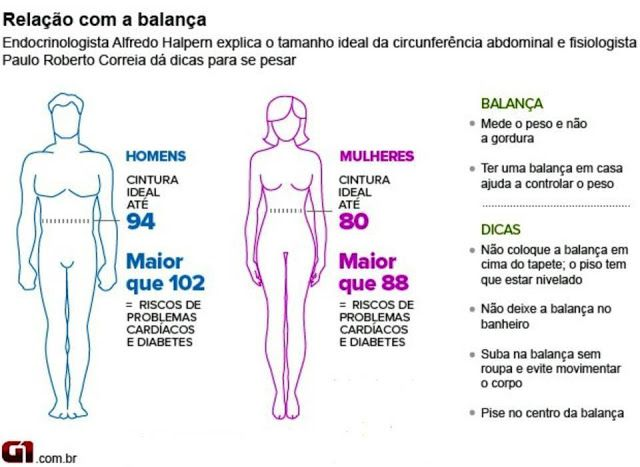 Relação com a balança
Endocrinologista Alfredo Halpern explica o tamanho ideal da circunferência abdominal e fisiologista
Paulo Roberto Correia dá dicas para se pesar
HOMENS
CINTURA
IDEAL
ATÉ
94
Maior
que 102
= RISCOS DE
PROBLEMAS
CARDÍACOS
E DIABETES
MULHERES
CINTURA
IDEAL
ATÉ
80
Maior
que 88
= RISCOS DE
PROBLEMAS
CARDÍACOS
E DIABETES
BALANÇA
• Mede o peso e não
a gordura
• Ter uma balança em casa
ajuda a controlar o peso
DICAS
• Não coloque a balança em
cima do tapete; o piso tem
que estar nivelado
• Não deixe a balança no
banheiro
• Suba na balança sem
roupa e evite movimentar
o corpo
• Pise no centro da balança
G1.com.br